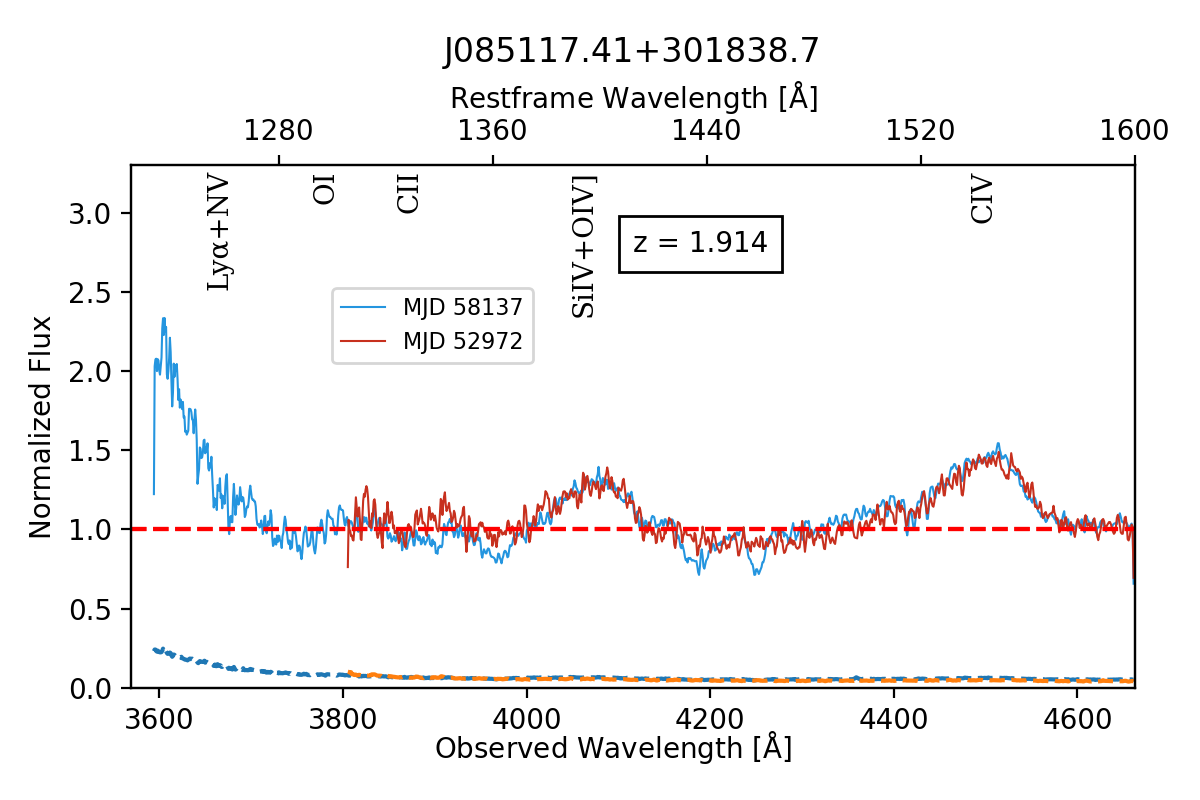 J085117.41+301838.7
Restframe Wavelength [Å]
1280 1360 1440 1520 1600
Lyα+NV
OI
CII
SiIV+OIV]
CIV
z = 1.914
MJD 58137
MJD 52972
Normalized Flux
3.0
2.5
2.0
1.5
1.0
0.5
0.0
3600 3800 4000 4200 4400 4600
Observed Wavelength [Å]